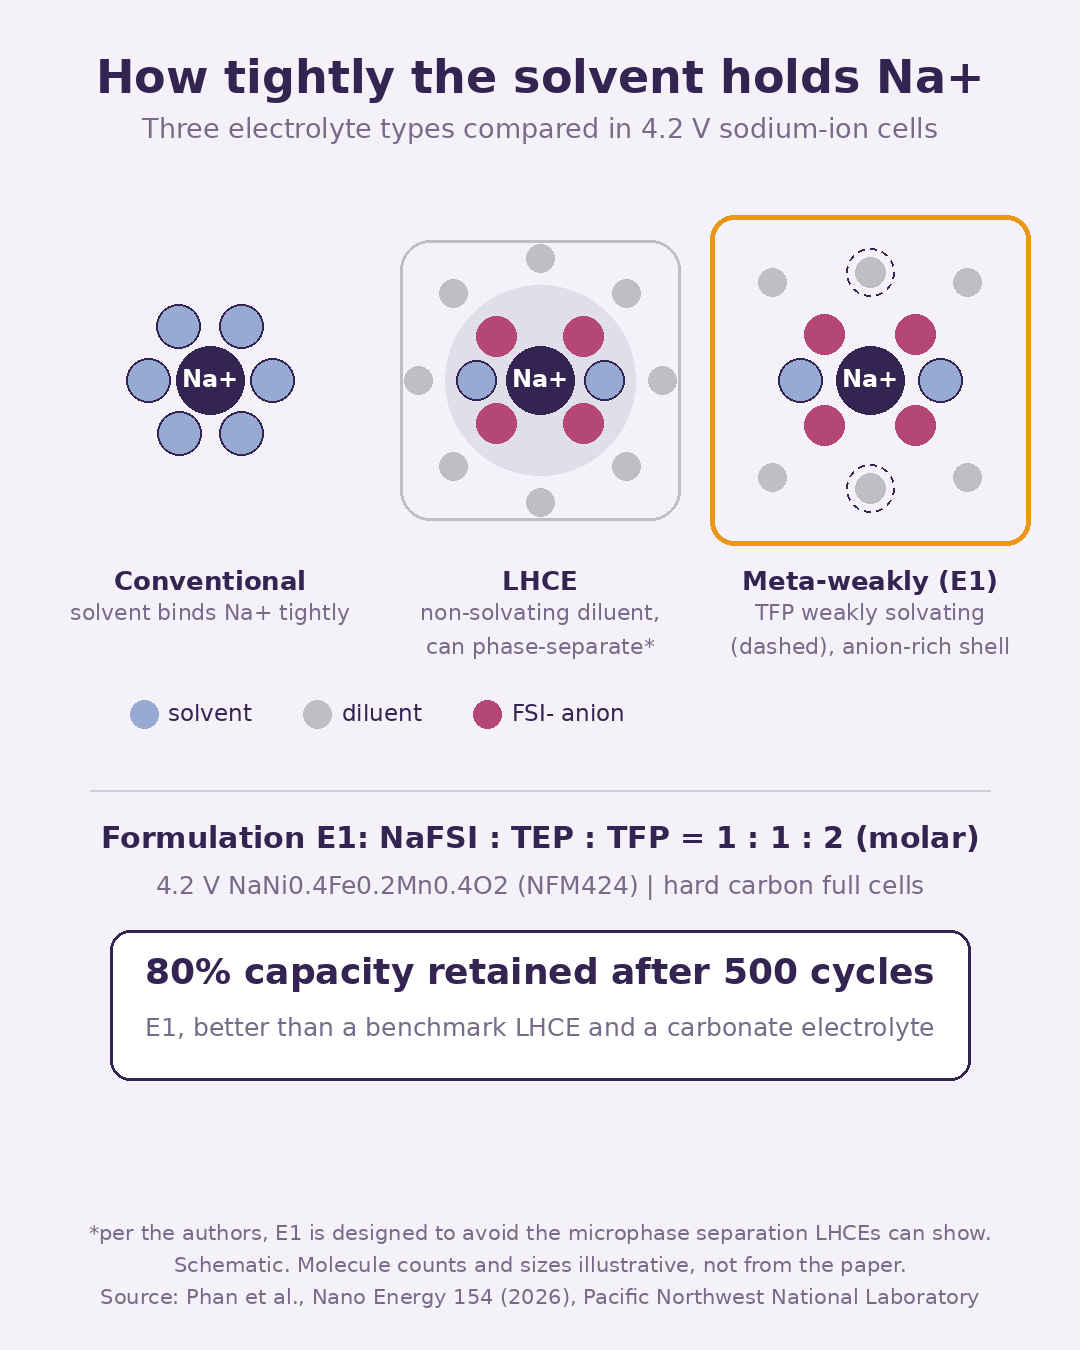 How tightly the solvent holds Na+
Three electrolyte types compared in 4.2 V sodium-ion cells
Na+
Na+
Na+
Conventional
solvent binds Na+ tightly
LHCE
non-solvating diluent,
can phase-separate*
Meta-weakly (E1)
TFP weakly solvating
(dashed), anion-rich shell
solvent
diluent
FSI- anion
Formulation E1: NaFSI : TEP : TFP = 1 : 1 : 2 (molar)
4.2 V NaNi0.4Fe0.2Mn0.4O2 (NFM424) | hard carbon full cells
80% capacity retained after 500 cycles
E1, better than a benchmark LHCE and a carbonate electrolyte
*per the authors, E1 is designed to avoid the microphase separation LHCEs can show.
Schematic. Molecule counts and sizes illustrative, not from the paper.
Source: Phan et al., Nano Energy 154 (2026), Pacific Northwest National Laboratory